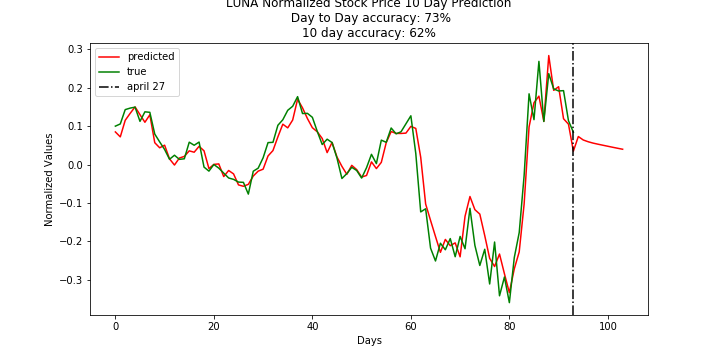 LUNA Normalized Stock Price 10 Day Prediction
Day to Day accuracy: 73%
10 day accuracy: 62%
predicted
true
april 27
Normalized Values
0.3
0.2
0.1
0.0
−0.1
−0.2
−0.3
0 20 40 60 80 100
Days